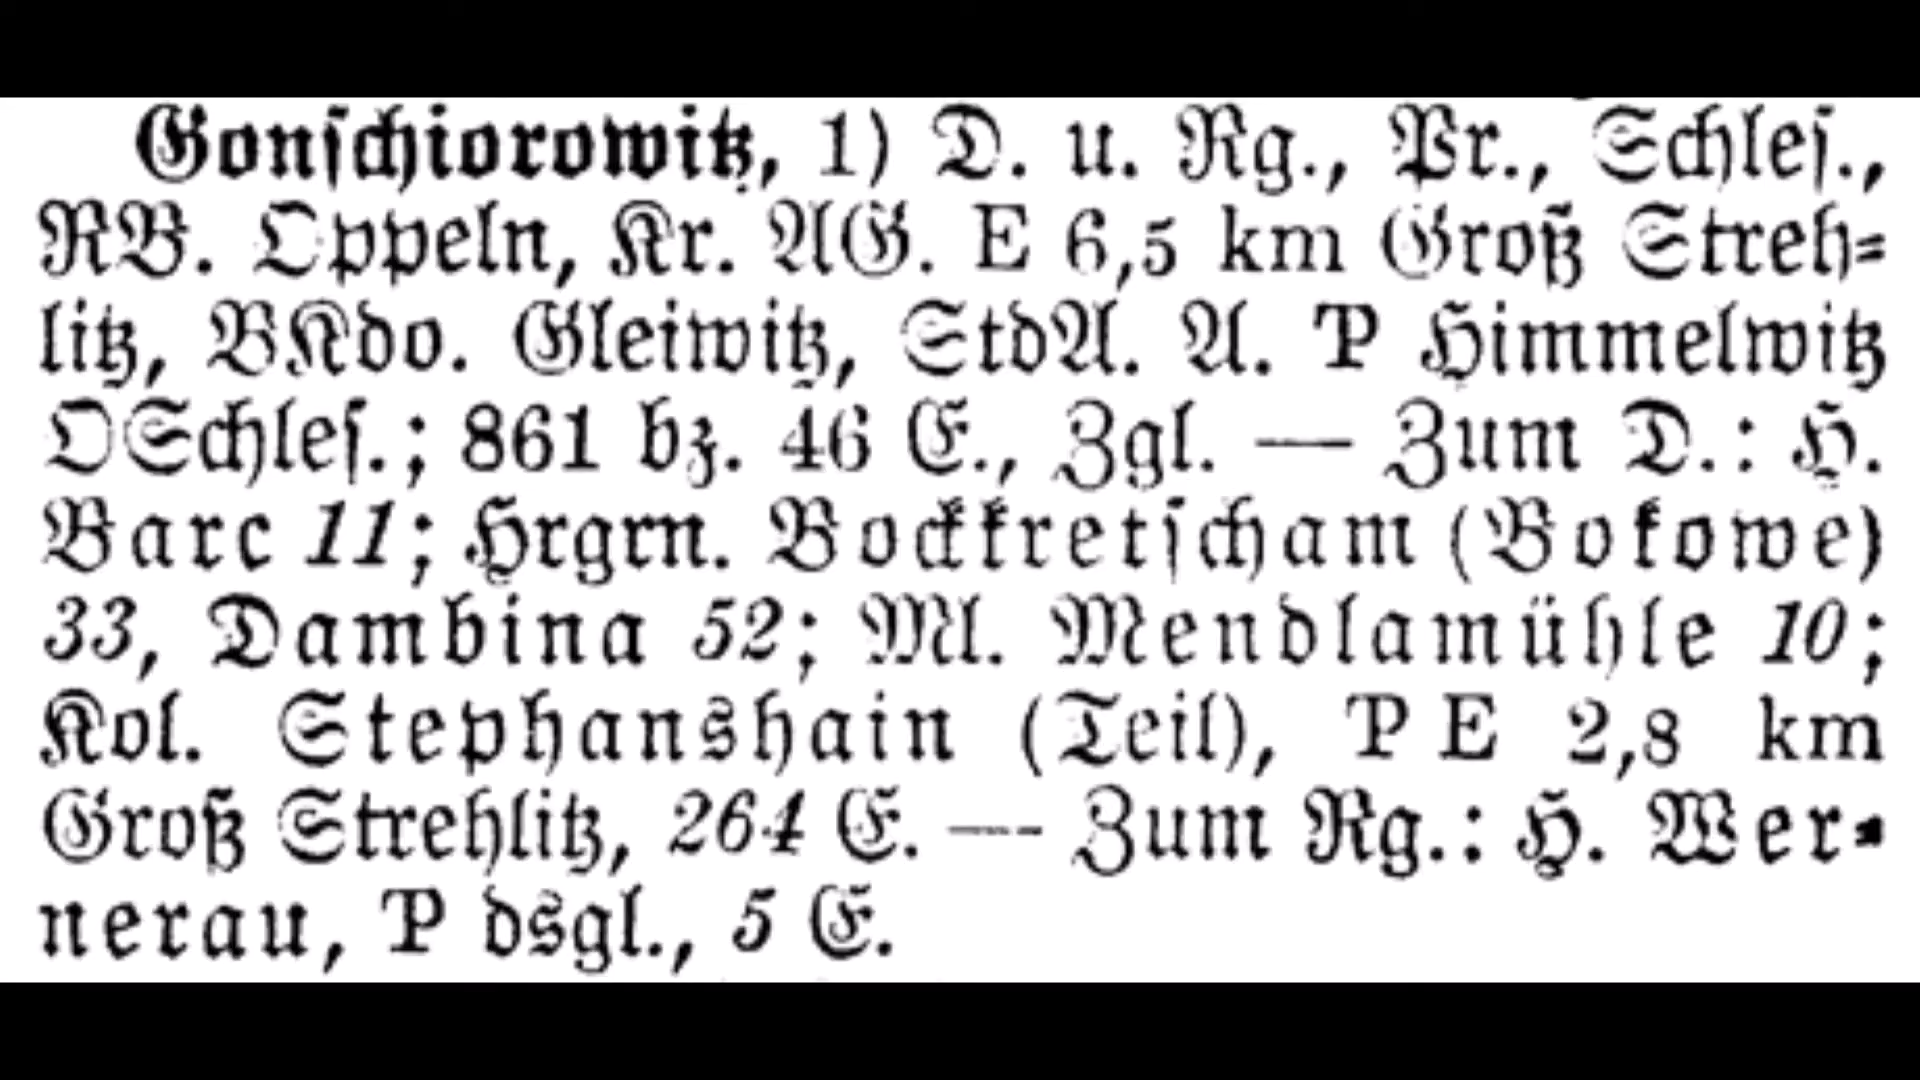 Gonſchiorowitz, 1) D. u. Rg., Pr., Schleſ.,
RB. Oppeln, Kr. AG. E 6,5 km Groß Streh⸗
litz, BKdo. Gleiwitz, StdA. A. P Himmelwitz
OSchleſ.; 861 bz. 46 E., Zgl. — Zum D.: H.
Barc 11; Hrgrn. Bockkretſcham (Bokowe)
33, Dambina 52; Ml. Mendlamühle 10;
Kol. Stephanshain (Teil), P E 2,8 km
Groß Strehlitz, 264 E. — Zum Rg.: H. Wer⸗
nerau, P dsgl., 5 E.